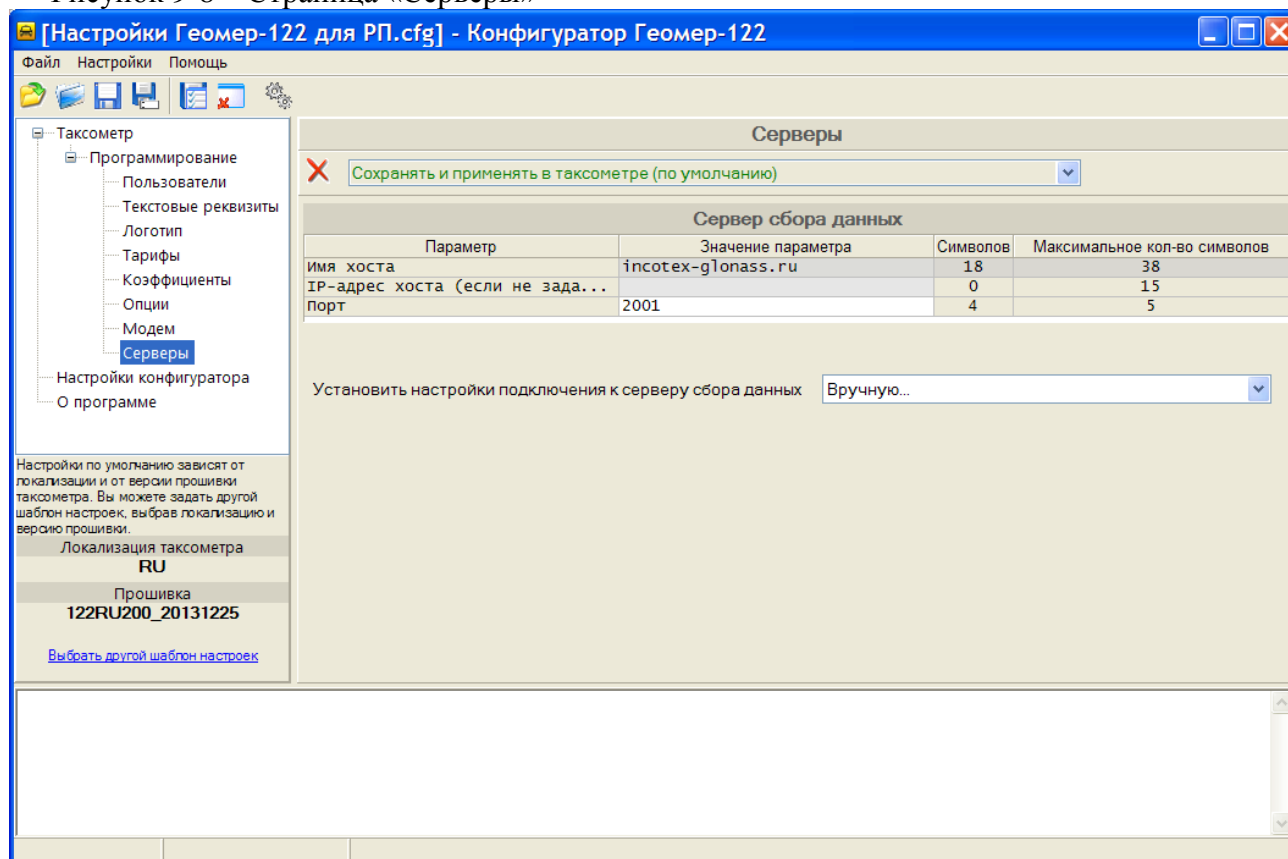 Рисунок 9-8 – Страница «Серверы»
[Настройки Геомер-122 для РП.cfg] - Конфигуратор Геомер-122
Файл Настройки Помощь
Таксометр
Программирование
Пользователи
Текстовые реквизиты
Логотип
Тарифы
Коэффициенты
Опции
Модем
Серверы
Настройки конфигуратора
О программе
Настройки по умолчанию зависят от
локализации и от версии прошивки
таксометра. Вы можете задать другой
шаблон настроек, выбрав локализацию и
версию прошивки.
Локализация таксометра
RU
Прошивка
122RU200_20131225
Выбрать другой шаблон настроек
Серверы
Сохранять и применять в таксометре (по умолчанию)
Сервер сбора данных
Параметр Значение параметра Символов Максимальное кол-во символов
Имя хоста incotex-glonass.ru 18 38
IP-адрес хоста (если не зада... 0 15
Порт 2001 4 5
Установить настройки подключения к серверу сбора данных Вручную...